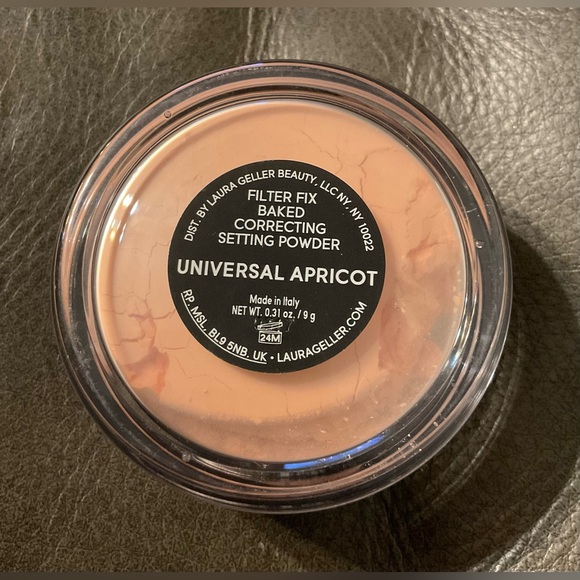 DIST. BY LAURA GELLER BEAUTY, LLC NY, NY 10022
FILTER FIX
BAKED
CORRECTING
SETTING POWDER
UNIVERSAL APRICOT
Made in Italy
NET WT. 0.31 oz. / 9 g
24M
RP. MSL, BL9 5NB. UK • LAURAGELLER.COM